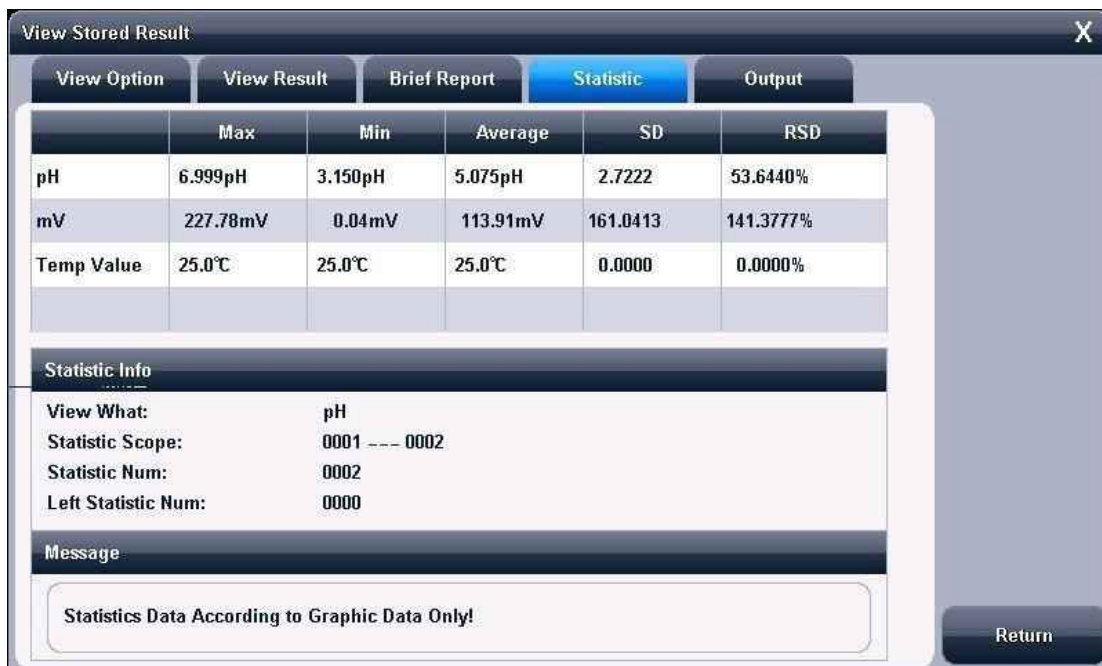 View Stored Result X
View Option View Result Brief Report Statistic Output
Max Min Average SD RSD
pH 6.999pH 3.150pH 5.075pH 2.7222 53.6440%
mV 227.78mV 0.04mV 113.91mV 161.0413 141.3777%
Temp Value 25.0℃ 25.0℃ 25.0℃ 0.0000 0.0000%
Statistic Info
View What: pH
Statistic Scope: 0001 --- 0002
Statistic Num: 0002
Left Statistic Num: 0000
Message
Statistics Data According to Graphic Data Only!
Return